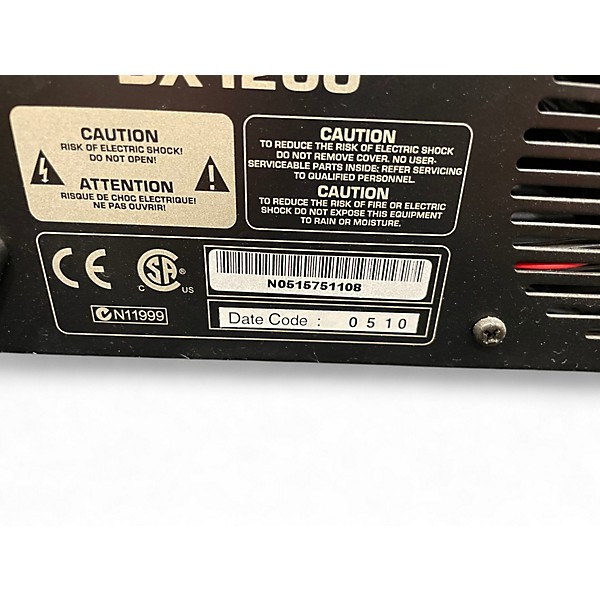 CAUTION
RISK OF ELECTRIC SHOCK!
DO NOT OPEN!
ATTENTION
RISQUE DE CHOC ELECTRIQUE!
NE PAS OUVRIR!
CAUTION
TO REDUCE THE RISK OF ELECTRIC SHOCK
DO NOT REMOVE COVER. NO USER-
SERVICEABLE PARTS INSIDE: REFER SERVICING
TO QUALIFIED PERSONNEL.
CAUTION
TO REDUCE THE RISK OF FIRE OR ELECTRIC
SHOCK DO NOT EXPOSE THIS EQUIPMENT
TO RAIN OR MOISTURE.
CE
C SA US
N11999
N0515751108
Date Code : 0510